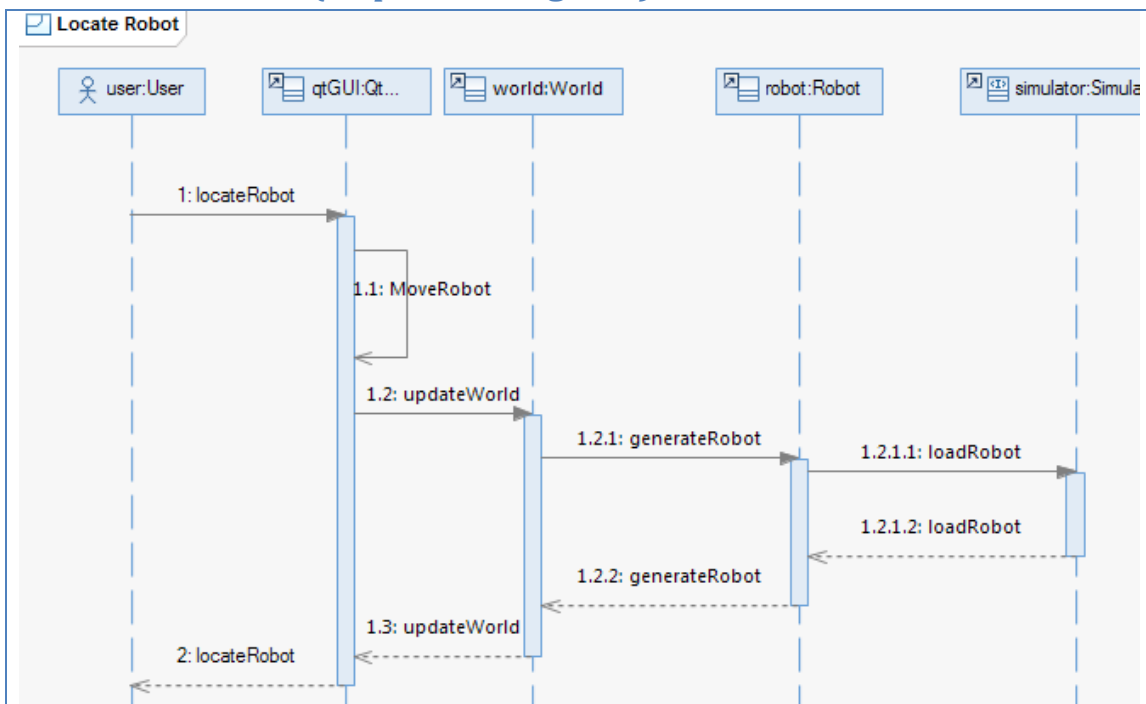 Locate Robot
user:User
qtGUI:Qt...
world:World
robot:Robot
simulator:Simula
1: locateRobot
1.1: MoveRobot
1.2: updateWorld
1.2.1: generateRobot
1.2.1.1: loadRobot
1.2.1.2: loadRobot
1.2.2: generateRobot
1.3: updateWorld
2: locateRobot